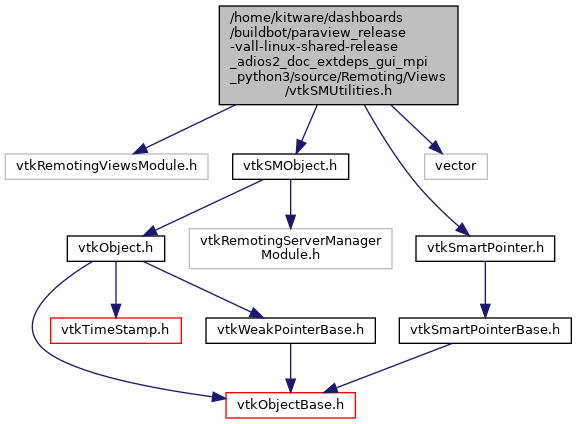 /home/kitware/dashboards
/buildbot/paraview_release
-vall-linux-shared-release
_adios2_doc_extdeps_gui_mpi
_python3/source/Remoting/Views
/vtkSMUtilities.h
vtkRemotingViewsModule.h
vtkSMObject.h
vector
vtkObject.h
vtkRemotingServerManager
Module.h
vtkSmartPointer.h
vtkTimeStamp.h
vtkWeakPointerBase.h
vtkSmartPointerBase.h
vtkObjectBase.h